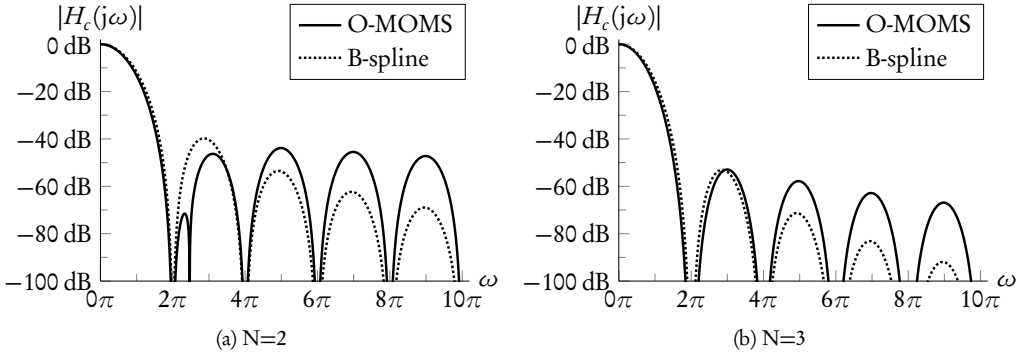 |H_c(jω)|
0 dB
−20 dB
−40 dB
−60 dB
−80 dB
−100 dB
0π 2π 4π 6π 8π 10π ω
O-MOMS
B-spline
(a) N=2
|H_c(jω)|
0 dB
−20 dB
−40 dB
−60 dB
−80 dB
−100 dB
0π 2π 4π 6π 8π 10π ω
O-MOMS
B-spline
(b) N=3